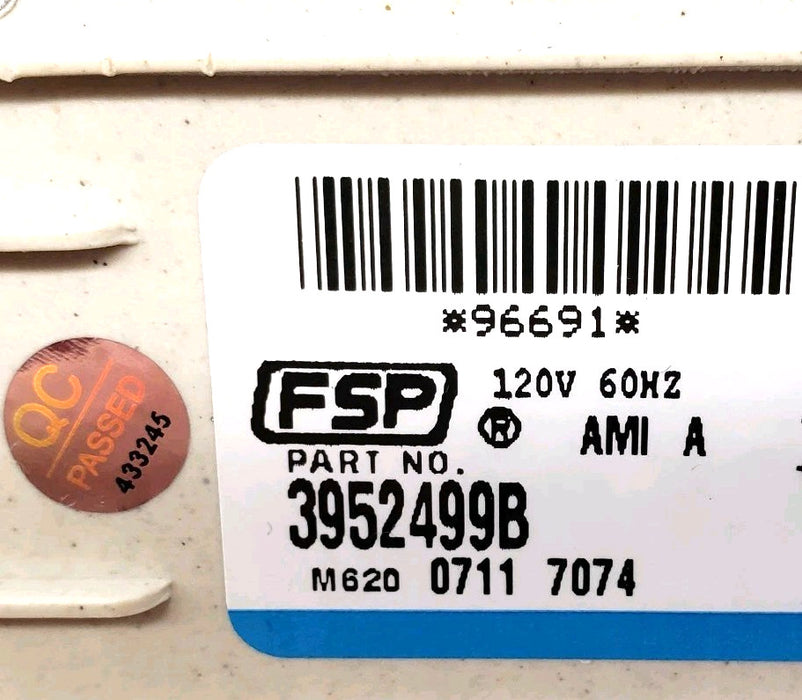 *96691*
FSP
®
120V 60HZ
AMI A
PART NO.
3952499B
M620 0711 7074
QC
PASSED
433245